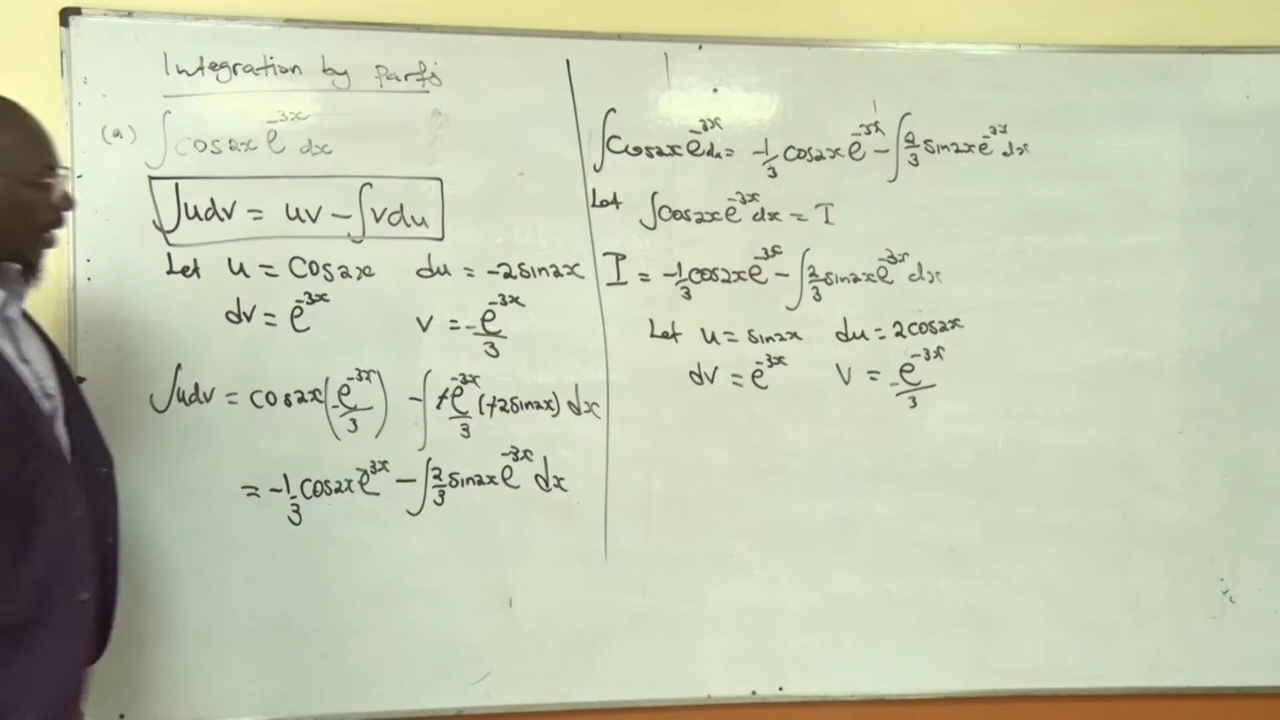 Integration by Parts
(a) ∫cos2x e^-3x dx
∫udv = uv - ∫vdu
Let u = cos2x du = -2sin2x
dv = e^-3x v = -e^-3x/3
∫udv = cos2x(-e^-3x/3) - ∫+e^-3x/3 (+2sin2x) dx
= -1/3 cos2x e^-3x - ∫2/3 sin2x e^-3x dx
∫cos2x e^-3x dx = -1/3 cos2x e^-3x - ∫2/3 sin2x e^-3x dx
Let ∫cos2x e^-3x dx = I
I = -1/3 cos2x e^-3x - ∫2/3 sin2x e^-3x dx
Let u = sin2x du = 2cos2x
dv = e^-3x v = -e^-3x/3